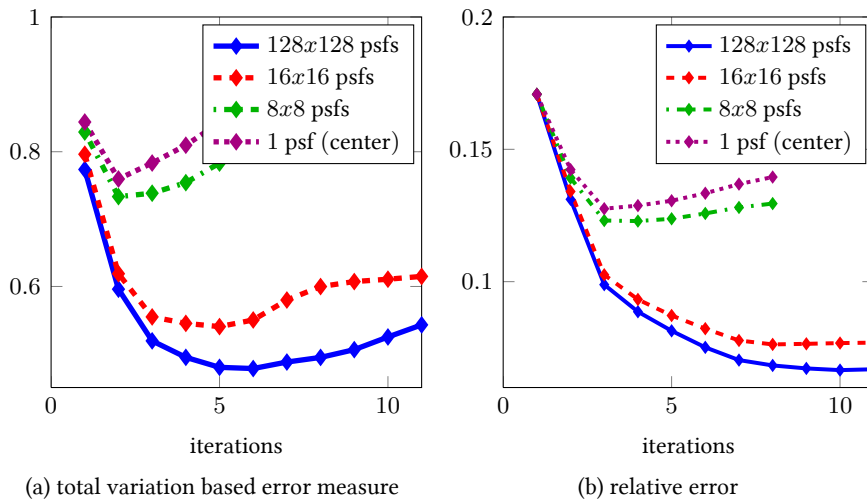 1
0.8
0.6
0
5
10
iterations
128x128 psfs
16x16 psfs
8x8 psfs
1 psf (center)
(a) total variation based error measure
0.2
0.15
0.1
0
5
10
iterations
128x128 psfs
16x16 psfs
8x8 psfs
1 psf (center)
(b) relative error